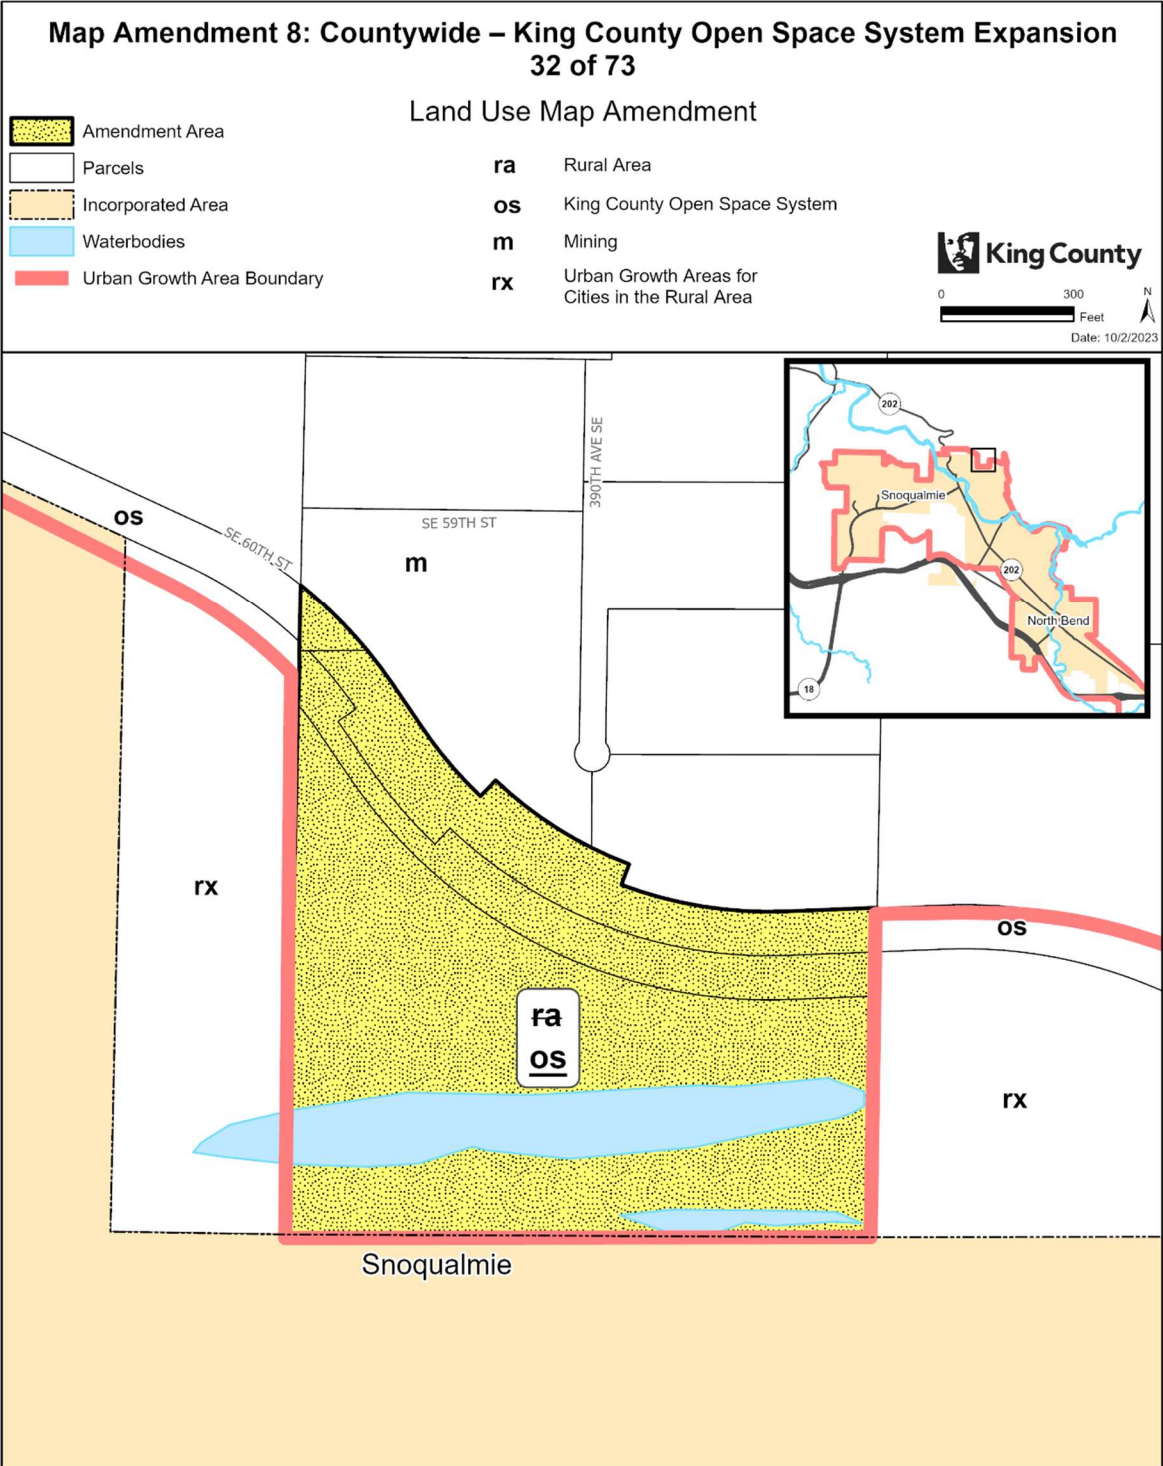 Map Amendment 8: Countywide – King County Open Space System Expansion
32 of 73
Land Use Map Amendment
Amendment Area
Parcels
Incorporated Area
Waterbodies
Urban Growth Area Boundary
ra Rural Area
os King County Open Space System
m Mining
rx Urban Growth Areas for
Cities in the Rural Area
King County
0 300
Feet
N
Date: 10/2/2023
202
Snoqualmie
202
North Bend
18
390TH AVE SE
os
SE 60TH ST
SE 59TH ST
m
rx
os
ra
os
rx
Snoqualmie